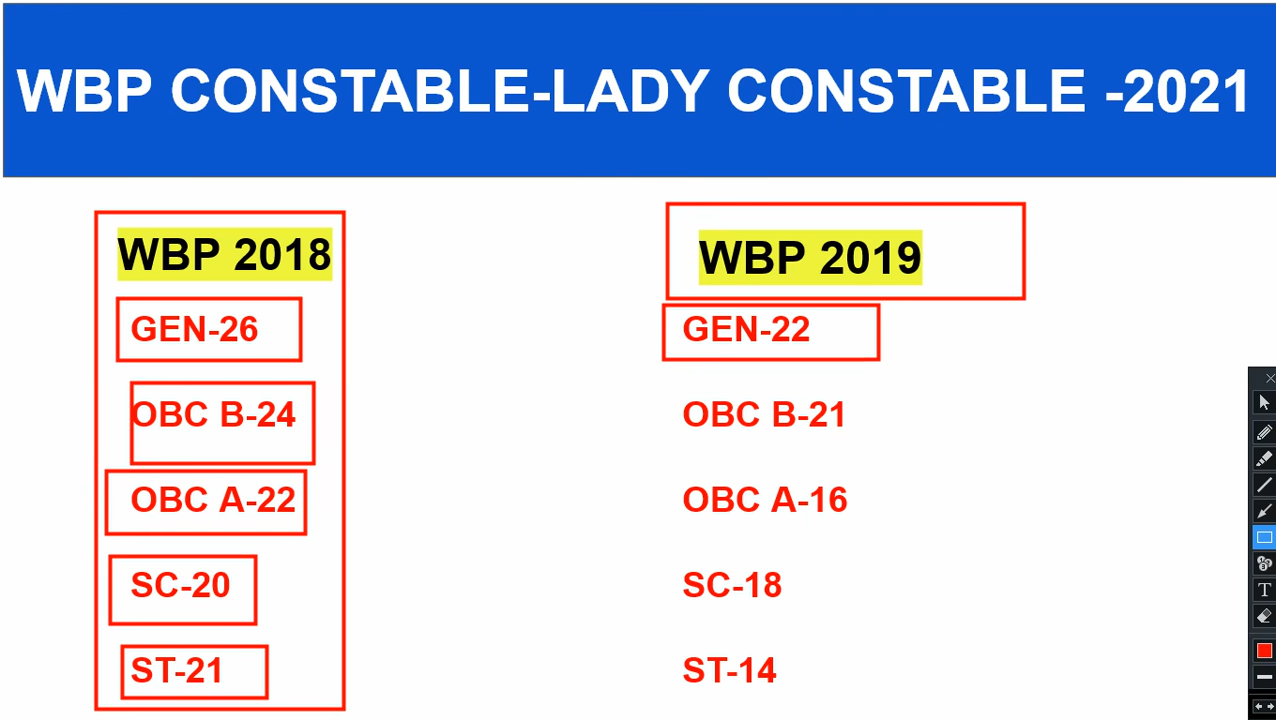 WBP CONSTABLE-LADY CONSTABLE -2021
WBP 2018
GEN-26
OBC B-24
OBC A-22
SC-20
ST-21
WBP 2019
GEN-22
OBC B-21
OBC A-16
SC-18
ST-14